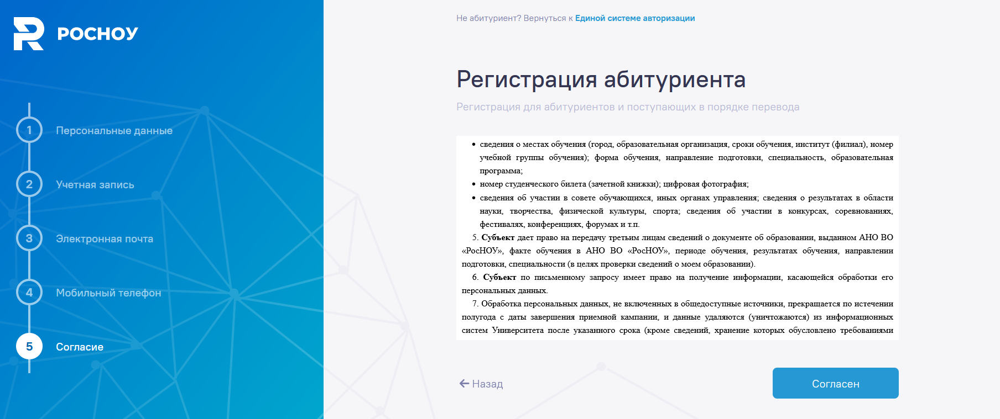 РОСНОУ
1 Персональные данные
2 Учетная запись
3 Электронная почта
4 Мобильный телефон
5 Согласие
Не абитуриент? Вернуться к Единой системе авторизации
Регистрация абитуриента
Регистрация для абитуриентов и поступающих в порядке перевода
• сведения о местах обучения (город, образовательная организация, сроки обучения, институт (филиал), номер
учебной группы обучения); форма обучения, направление подготовки, специальность, образовательная
программа;
• номер студенческого билета (зачетной книжки); цифровая фотография;
• сведения об участии в совете обучающихся, иных органах управления; сведения о результатах в области
науки, творчества, физической культуры, спорта; сведения об участии в конкурсах, соревнованиях,
фестивалях, конференциях, форумах и т.п.
5. Субъект дает право на передачу третьим лицам сведений о документе об образовании, выданном АНО ВО
«РосНОУ», факте обучения в АНО ВО «РосНОУ», периоде обучения, результатах обучения, направлении
подготовки, специальности (в целях проверки сведений о моем образовании).
6. Субъект по письменному запросу имеет право на получение информации, касающейся обработки его
персональных данных.
7. Обработка персональных данных, не включенных в общедоступные источники, прекращается по истечении
полугода с даты завершения приемной кампании, и данные удаляются (уничтожаются) из информационных
систем Университета после указанного срока (кроме сведений, хранение которых обусловлено требованиями
Назад
Согласен